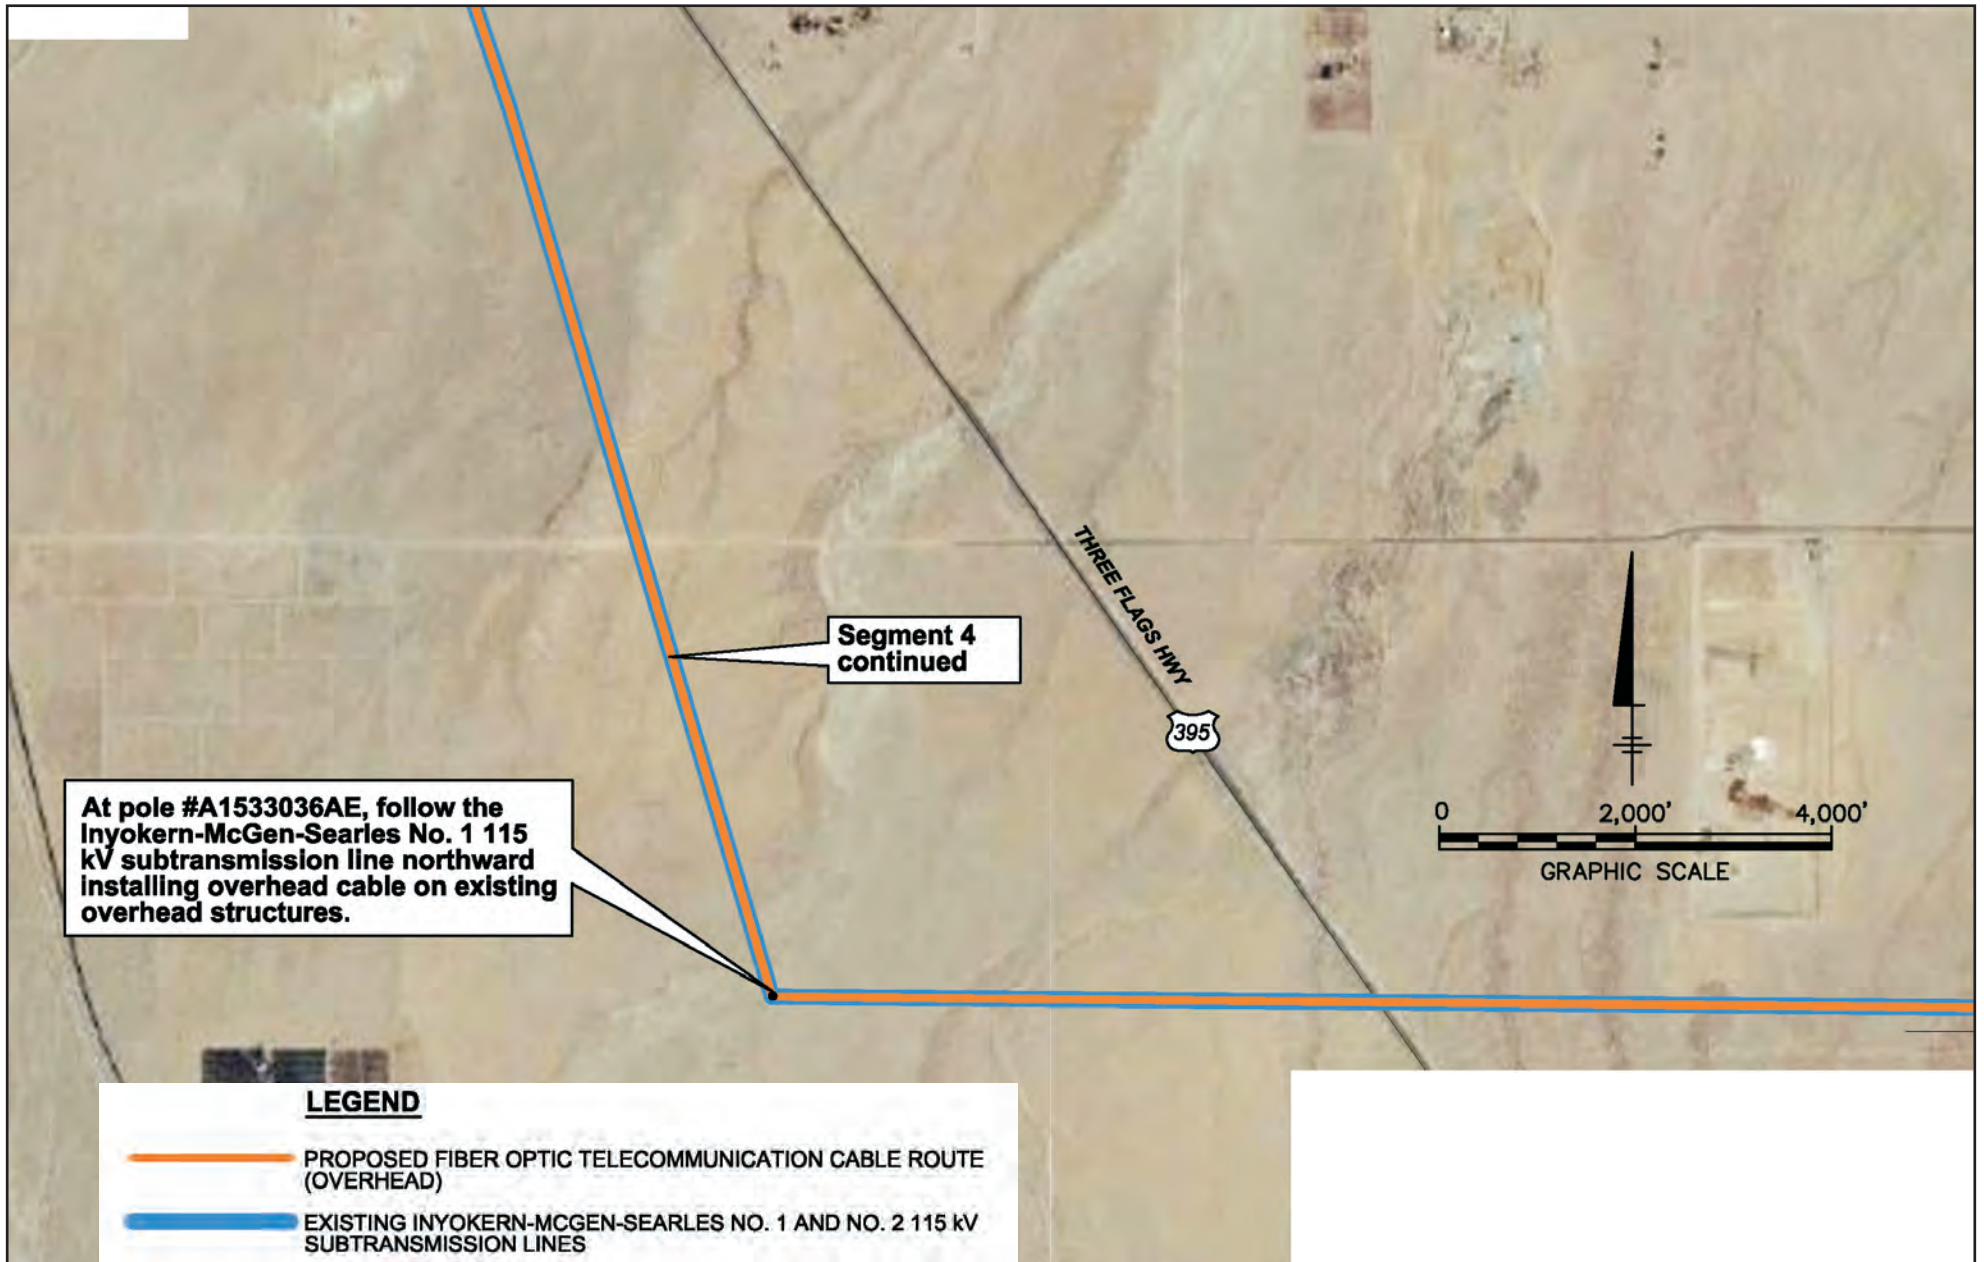 THREE FLAGS HWY
Segment 4
continued
395
At pole #A1533036AE, follow the
Inyokern-McGen-Searles No. 1 115
kV subtransmission line northward
installing overhead cable on existing
overhead structures.
0 2,000' 4,000'
GRAPHIC SCALE
LEGEND
PROPOSED FIBER OPTIC TELECOMMUNICATION CABLE ROUTE
(OVERHEAD)
EXISTING INYOKERN-MCGEN-SEARLES NO. 1 AND NO. 2 115 kV
SUBTRANSMISSION LINES